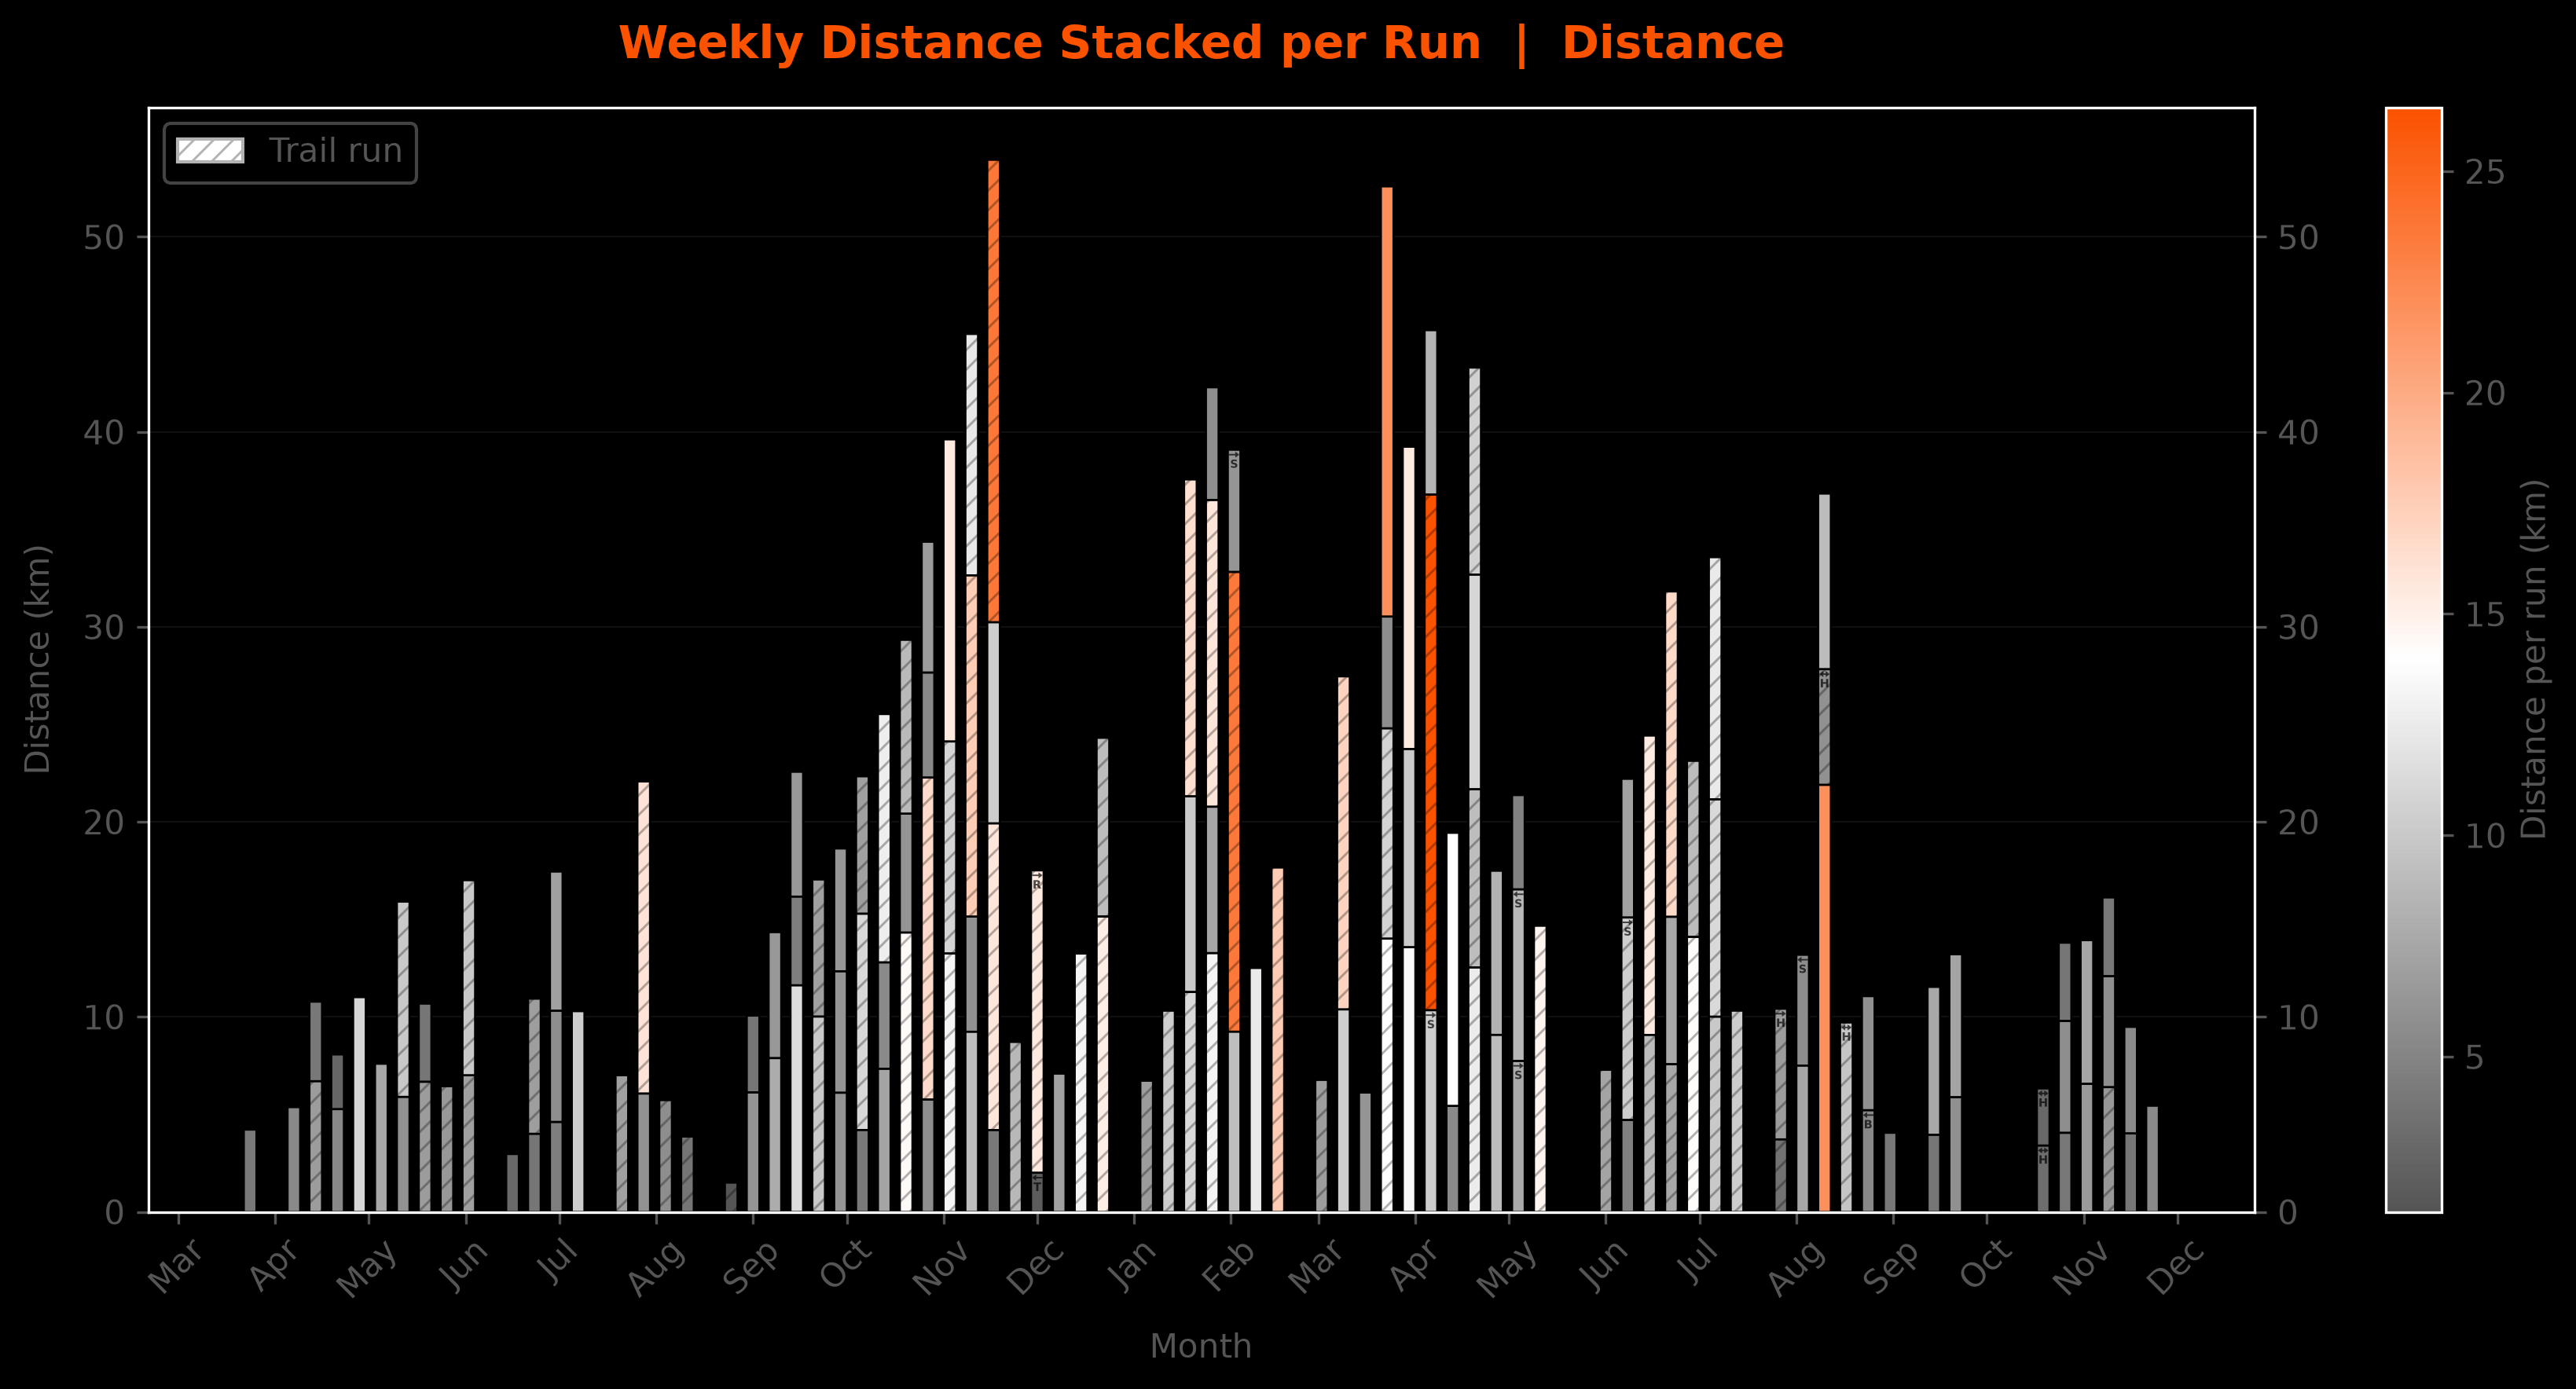 Weekly Distance Stacked per Run | Distance
Trail run
50
40
30
20
10
0
Distance (km)
50
40
30
20
10
0
25
20
15
10
5
Distance per run (km)
R
T
S
S
S
S
S
H
S
H
H
B
H
H
Mar
Apr
May
Jun
Jul
Aug
Sep
Oct
Nov
Dec
Jan
Feb
Mar
Apr
May
Jun
Jul
Aug
Sep
Oct
Nov
Dec
Month